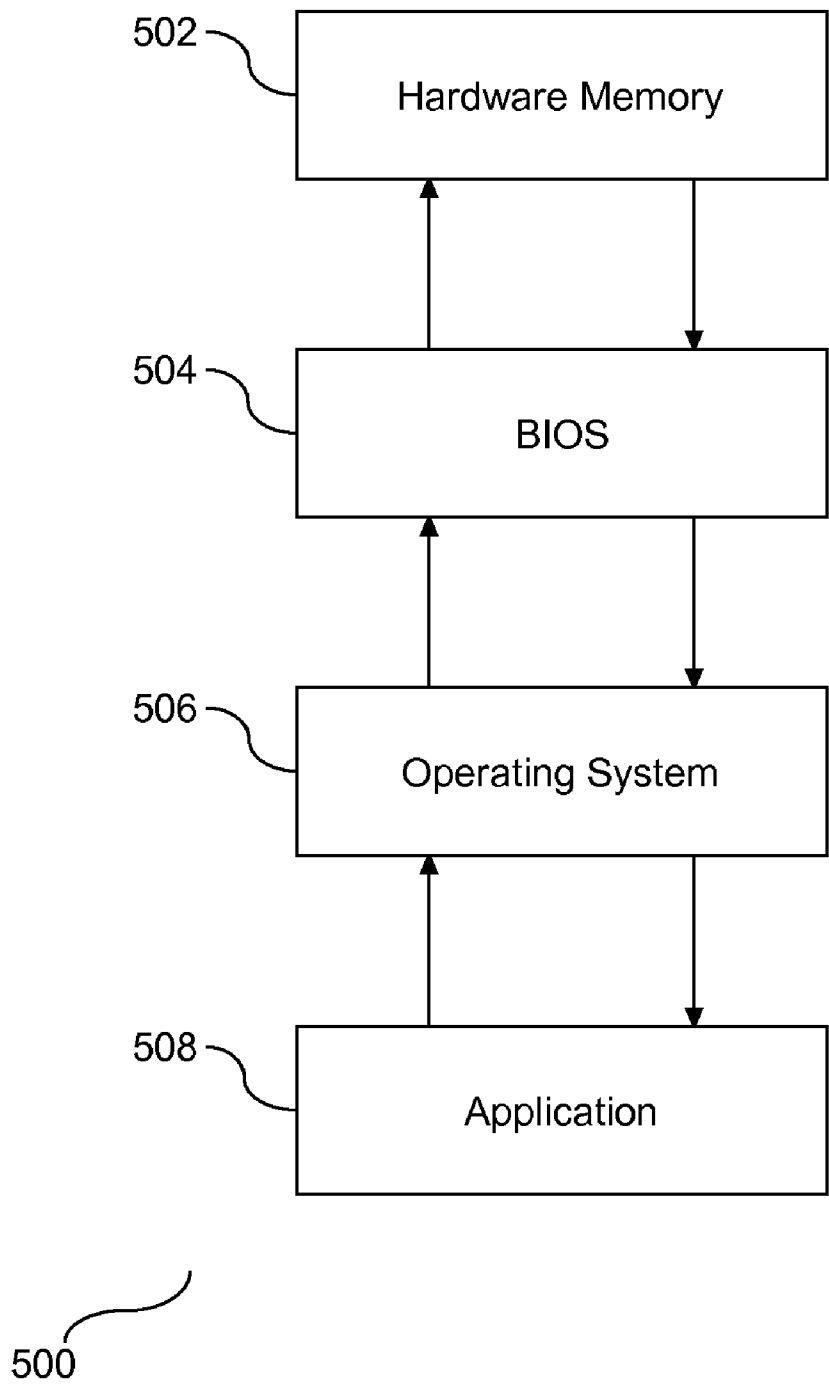 502
Hardware Memory
504
BIOS
506
Operating System
508
Application
500